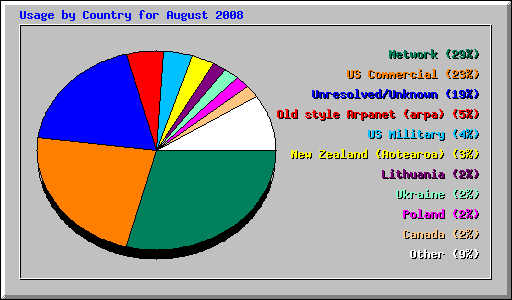 Usage by Country for August 2008
Network (29%)
US Commercial (23%)
Unresolved/Unknown (19%)
Old style Arpanet (arpa) (5%)
US Military (4%)
New Zealand (Aotearoa) (3%)
Lithuania (2%)
Ukraine (2%)
Poland (2%)
Canada (2%)
Other (9%)